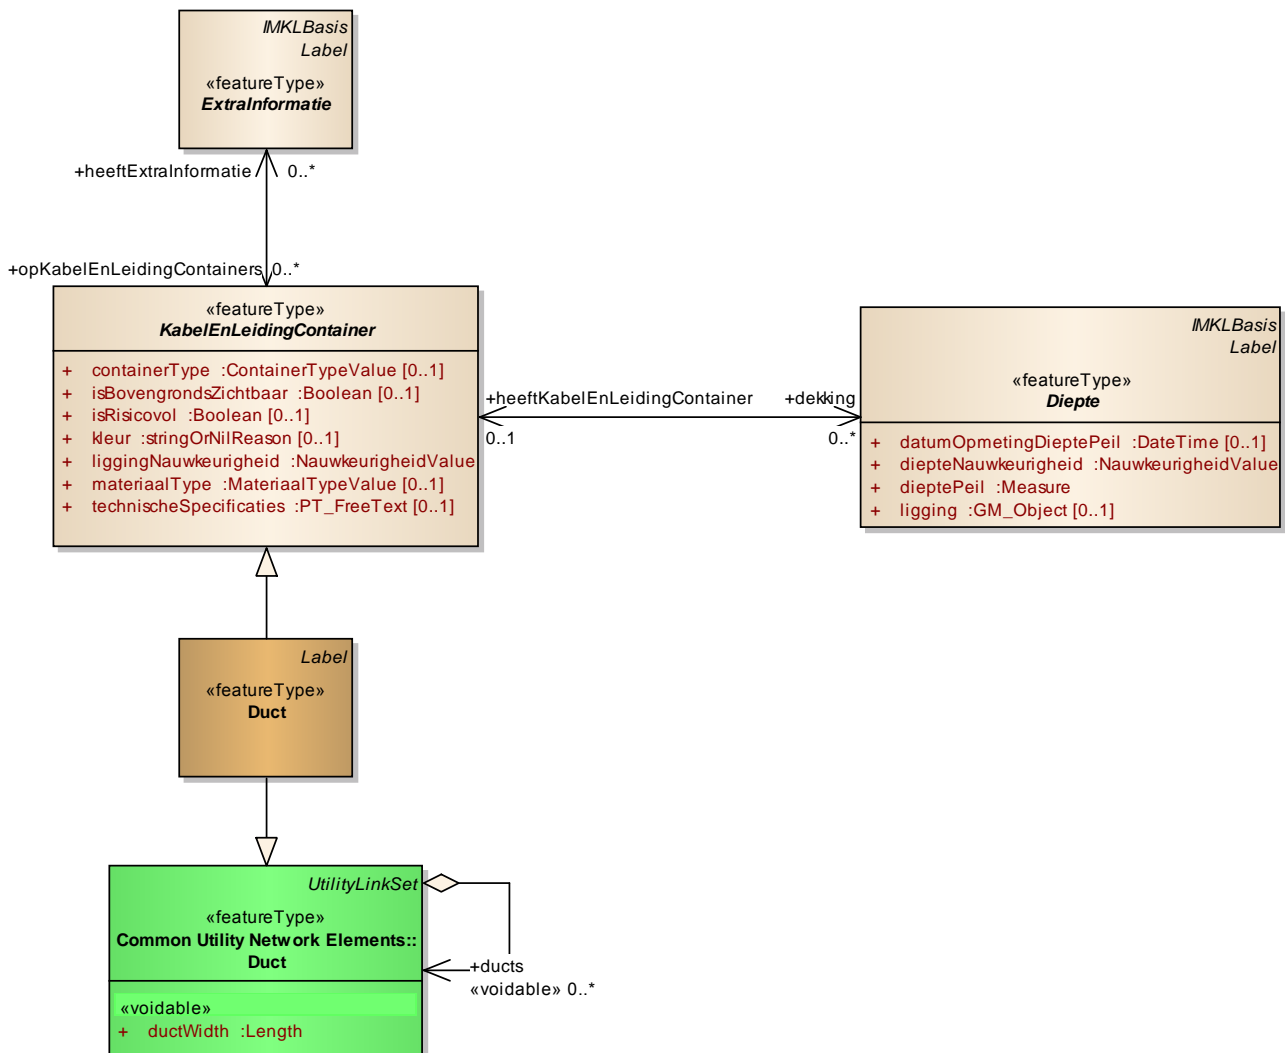 IMKLBasis
Label
«featureType»
ExtraInformatie
+heeftExtraInformatie 0..*
+opKabelEnLeidingContainers 0..*
«featureType»
KabelEnLeidingContainer
+ containerType :ContainerTypeValue [0..1]
+ isBovengrondsZichtbaar :Boolean [0..1]
+ isRisicovol :Boolean [0..1]
+ kleur :stringOrNilReason [0..1]
+ liggingNauwkeurigheid :NauwkeurigheidValue
+ materiaalType :MateriaalTypeValue [0..1]
+ technischeSpecificaties :PT_FreeText [0..1]
+heeftKabelEnLeidingContainer +dekking
0..1 0..*
IMKLBasis
Label
«featureType»
Diepte
+ datumOpmetingDieptePeil :DateTime [0..1]
+ diepteNauwkeurigheid :NauwkeurigheidValue
+ dieptePeil :Measure
+ ligging :GM_Object [0..1]
Label
«featureType»
Duct
UtilityLinkSet
«featureType»
Common Utility Network Elements::
Duct
«voidable»
+ ductWidth :Length
+ducts
«voidable» 0..*